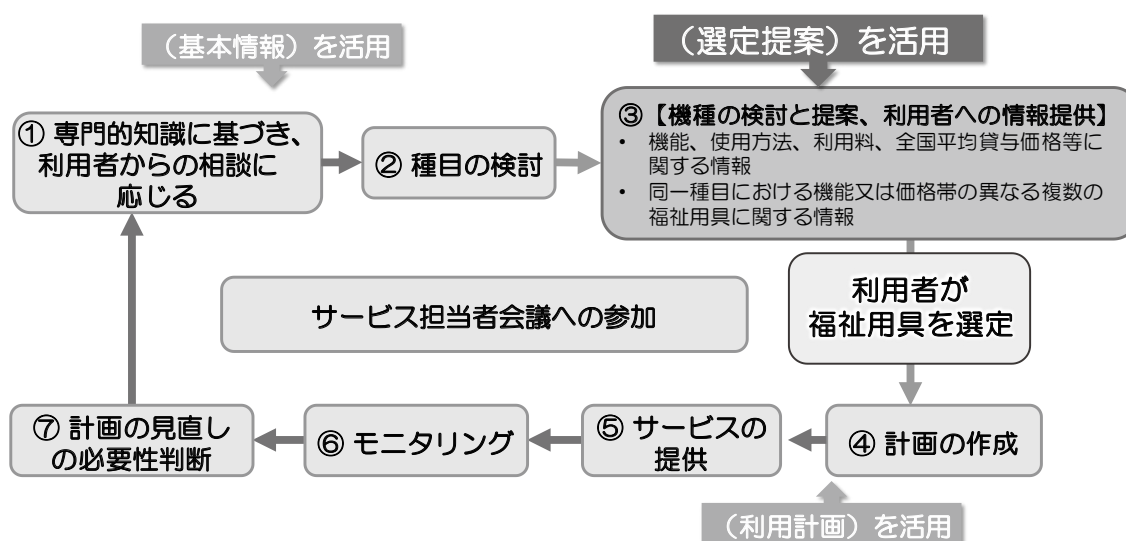 （基本情報）を活用
（選定提案）を活用
① 専門的知識に基づき、
利用者からの相談に
応じる
② 種目の検討
③【機種の検討と提案、利用者への情報提供】
• 機能、使用方法、利用料、全国平均貸与価格等に
関する情報
• 同一種目における機能又は価格帯の異なる複数の
福祉用具に関する情報
利用者が
福祉用具を選定
サービス担当者会議への参加
④ 計画の作成
⑤ サービスの
提供
⑥ モニタリング
⑦ 計画の見直し
の必要性判断
（利用計画）を活用